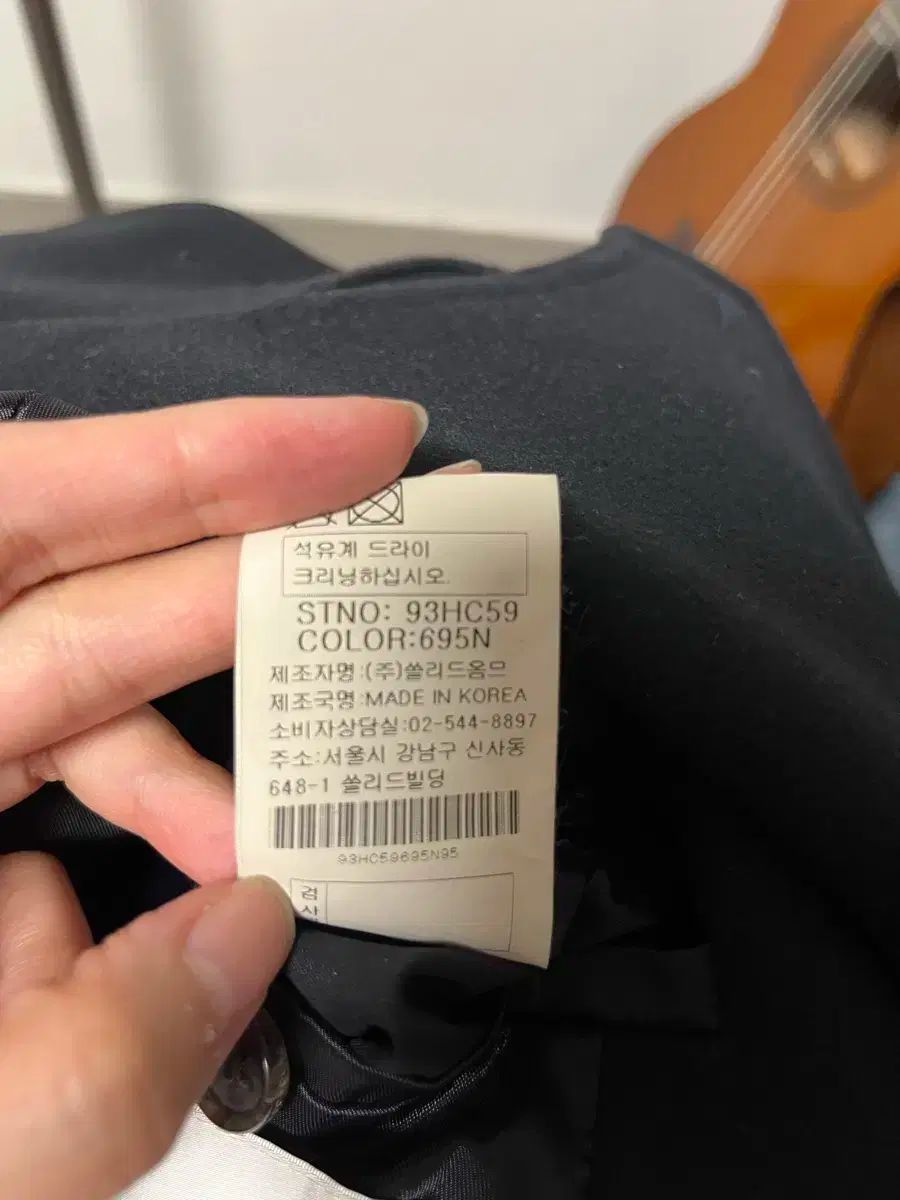 석유계 드라이
크리닝하십시오.
STNO: 93HC59
COLOR:695N
제조자명:(주)쏠리드옴므
제조국명:MADE IN KOREA
소비자상담실:02-544-8897
주소:서울시 강남구 신사동
648-1 쏠리드빌딩
93HC59695N95
검
사